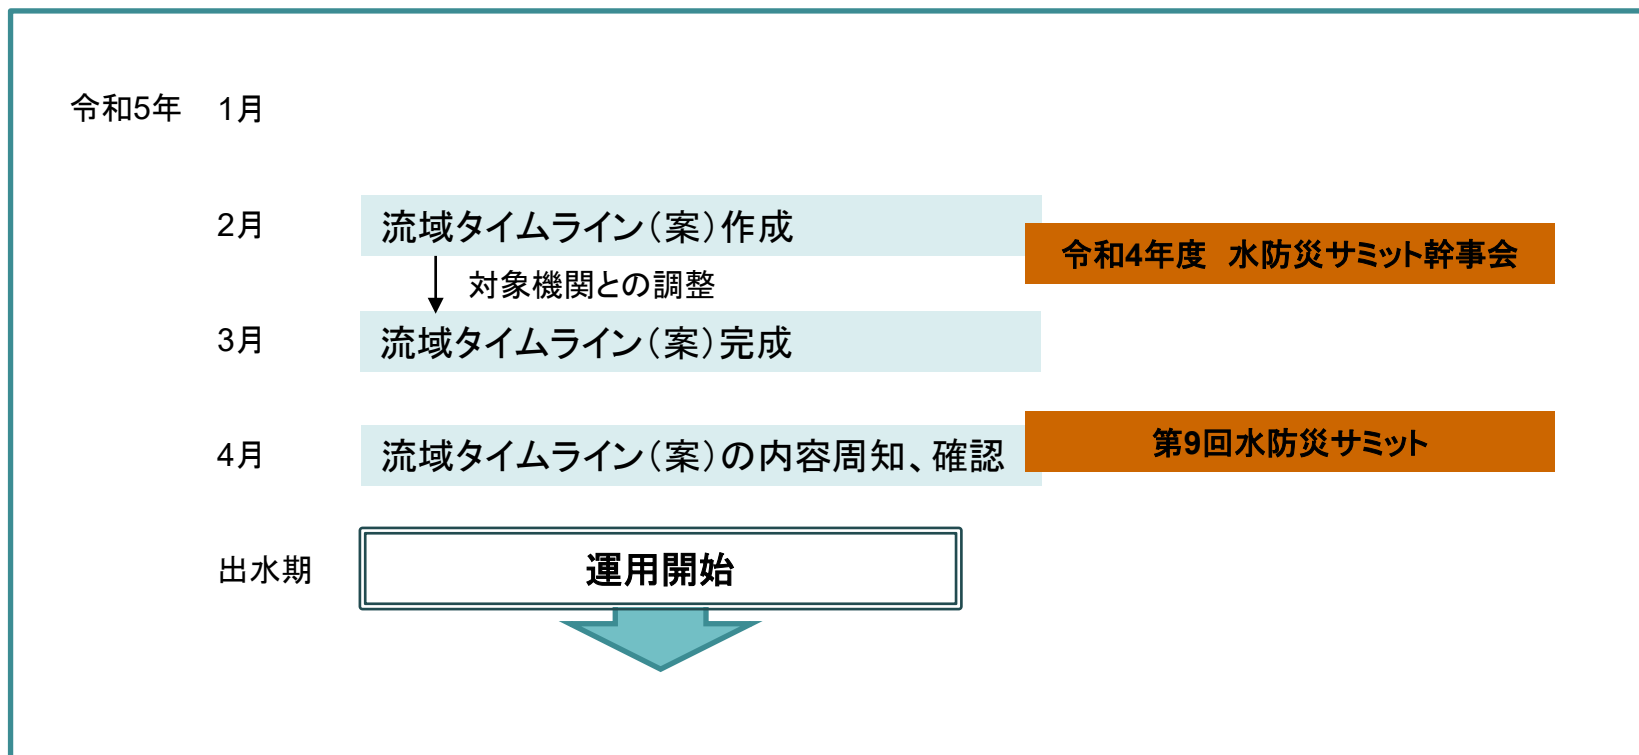 令和5年 1月
2月 流域タイムライン（案）作成
令和4年度 水防災サミット幹事会
対象機関との調整
3月 流域タイムライン（案）完成
4月 流域タイムライン（案）の内容周知、確認
第9回水防災サミット
出水期 運用開始